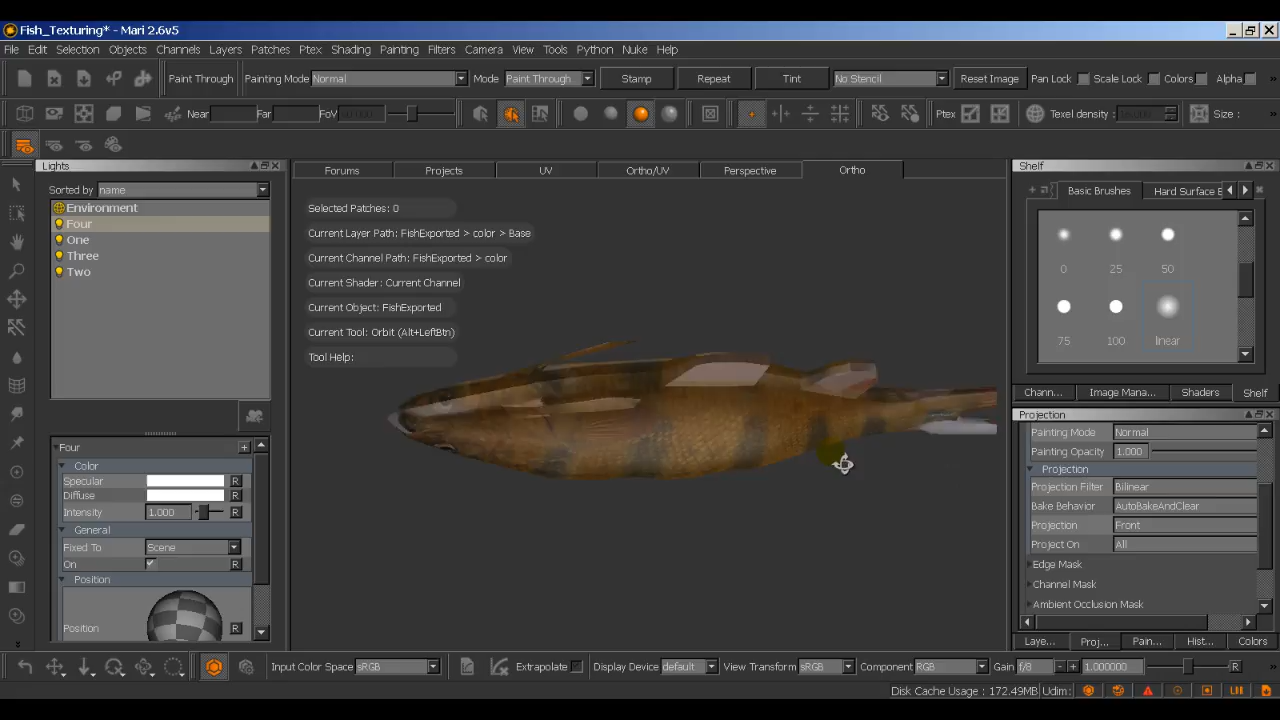 Fish_Texturing* - Mari 2.6v5
File Edit Selection Objects Channels Layers Patches Ptex Shading Painting Filters Camera View Tools Python Nuke Help
Paint Through Painting Mode Normal Mode Paint Through Stamp Repeat Tint No Stencil Reset Image Pan Lock Scale Lock Colors Alpha
Near Far FoV Ptex Texel density : Size :
Lights
Sorted by name
Environment
Four
One
Three
Two
Four
Color
Specular R
Diffuse R
Intensity 1.000 R
General
Fixed To Scene R
On R
Position
Position R
Forums Projects UV Ortho/UV Perspective Ortho
Selected Patches: 0
Current Layer Path: FishExported > color > Base
Current Channel Path: FishExported > color
Current Shader: Current Channel
Current Object: FishExported
Current Tool: Orbit (Alt+LeftBtn)
Tool Help:
Shelf
Basic Brushes Hard Surface E
0 25 50
75 100 linear
Chann... Image Mana... Shaders Shelf
Projection
Painting Mode Normal
Painting Opacity 1.000
Projection
Projection Filter Bilinear
Bake Behavior AutoBakeAndClear
Projection Front
Project On All
Edge Mask
Channel Mask
Ambient Occlusion Mask
Laye... Proj... Pain... Hist... Colors
Input Color Space sRGB Extrapolate Display Device default View Transform sRGB Component RGB Gain f/8 - + 1.000000 R
Disk Cache Usage : 172.49MB Udim: